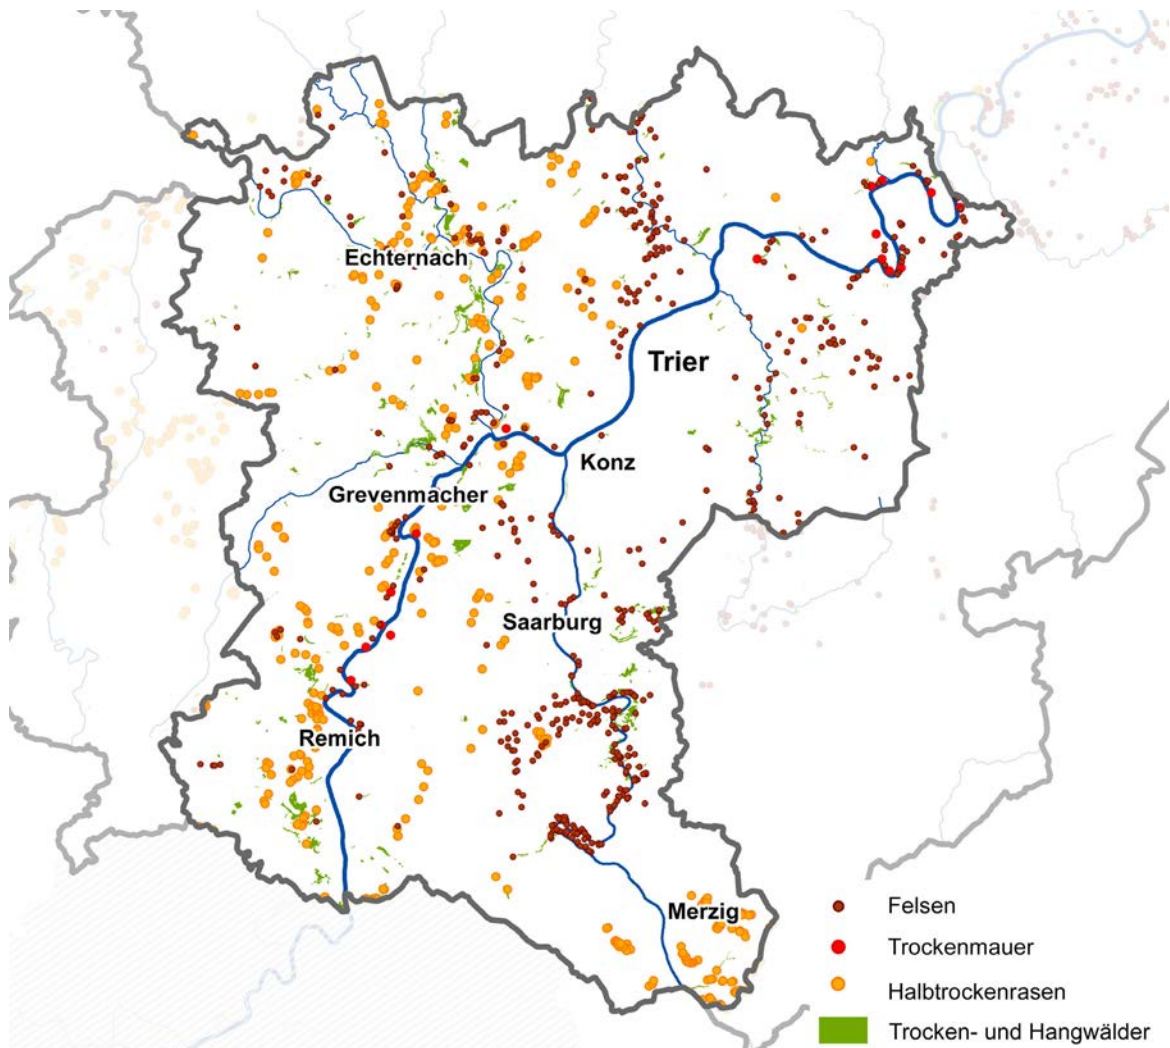 Echternach
Trier
Konz
Grevenmacher
Saarburg
Remich
Merzig
Felsen
Trockenmauer
Halbtrockenrasen
Trocken- und Hangwälder